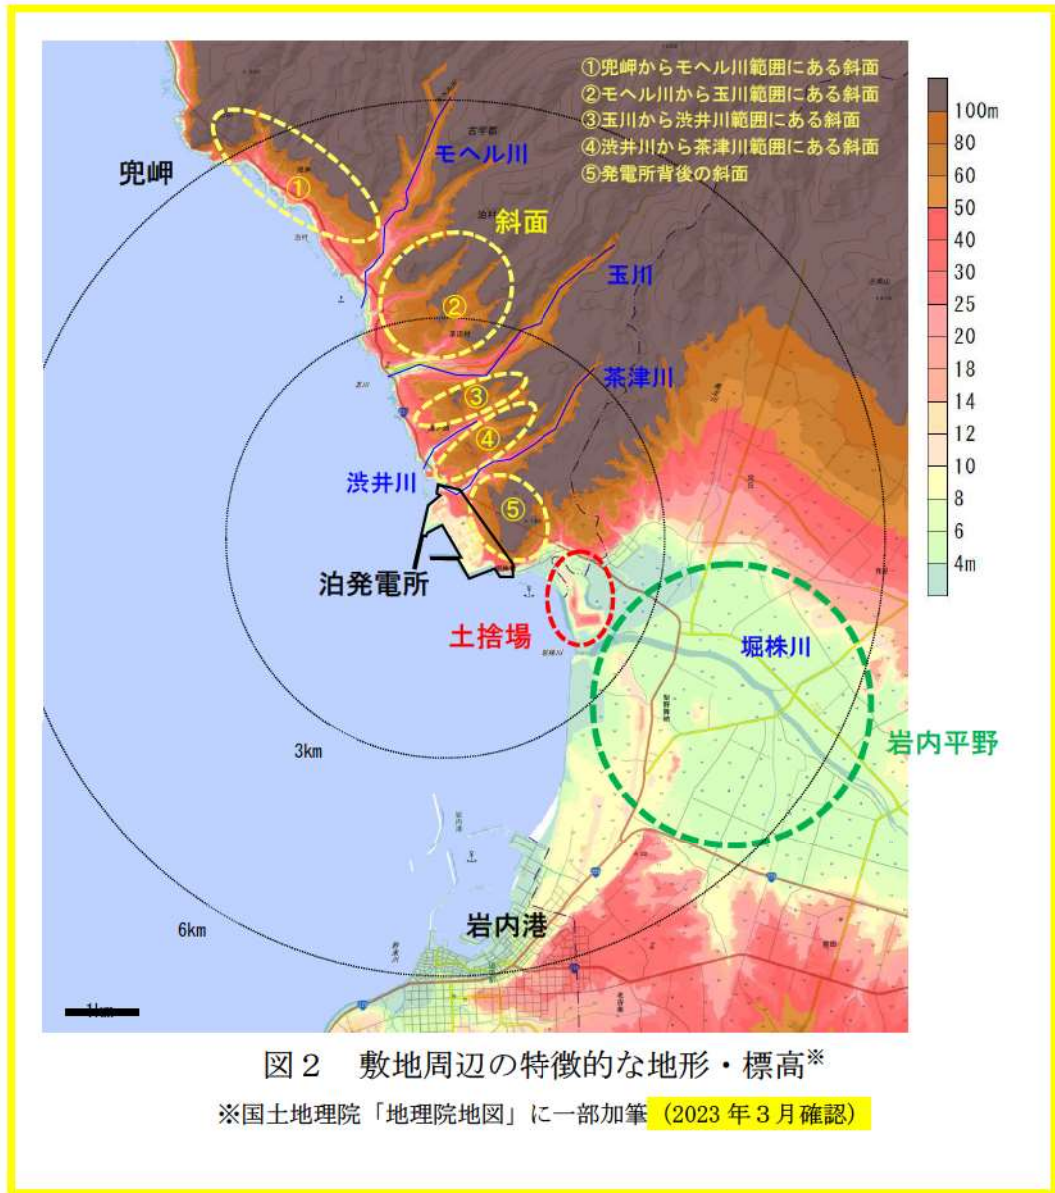 ①兜岬からモヘル川範囲にある斜面
②モヘル川から玉川範囲にある斜面
③玉川から渋井川範囲にある斜面
④渋井川から茶津川範囲にある斜面
⑤発電所背後の斜面
100m
80
60
50
40
30
25
20
18
14
12
10
8
6
4m
モヘル川
兜岬
①
斜面
玉川
②
茶津川
③
④
渋井川
⑤
泊発電所
土捨場
堀株川
岩内平野
3km
6km
岩内港
1km
図２　敷地周辺の特徴的な地形・標高※
※国土地理院「地理院地図」に一部加筆（2023 年３月確認）